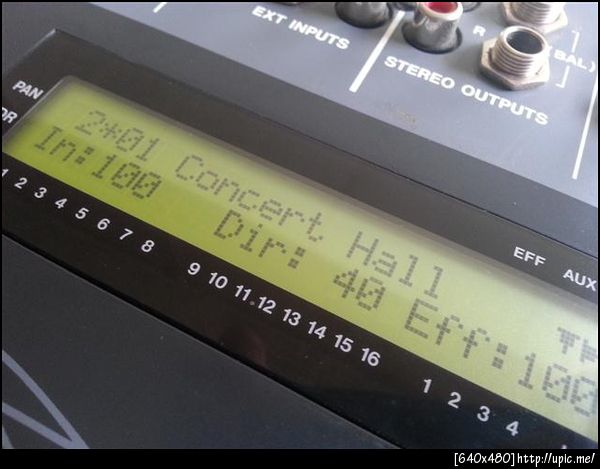 EXT INPUTS
STEREO OUTPUTS
R
(BAL)
PAN
2*01 Concert Hall
In:100 Dir: 40 Eff:100
EFF AUX
1 2 3 4 5 6 7 8 9 10 11 12 13 14 15 16 1 2 3 4
[640x480]http://upic.me/